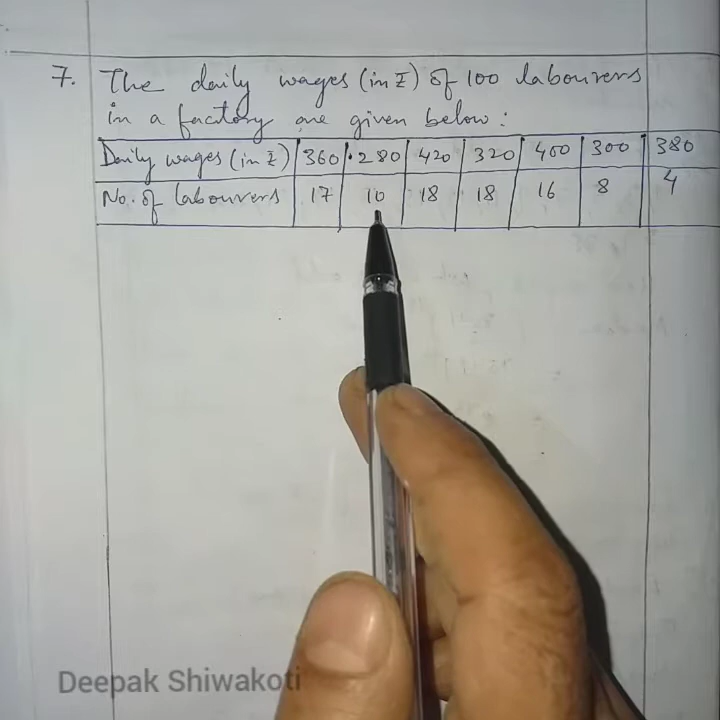 7. The daily wages (in ₹) of 100 labourers
in a factory are given below:
Daily wages (in ₹) 360 280 420 320 400 300 380
No. of labourers 17 10 18 18 16 8 4
Deepak Shiwakoti